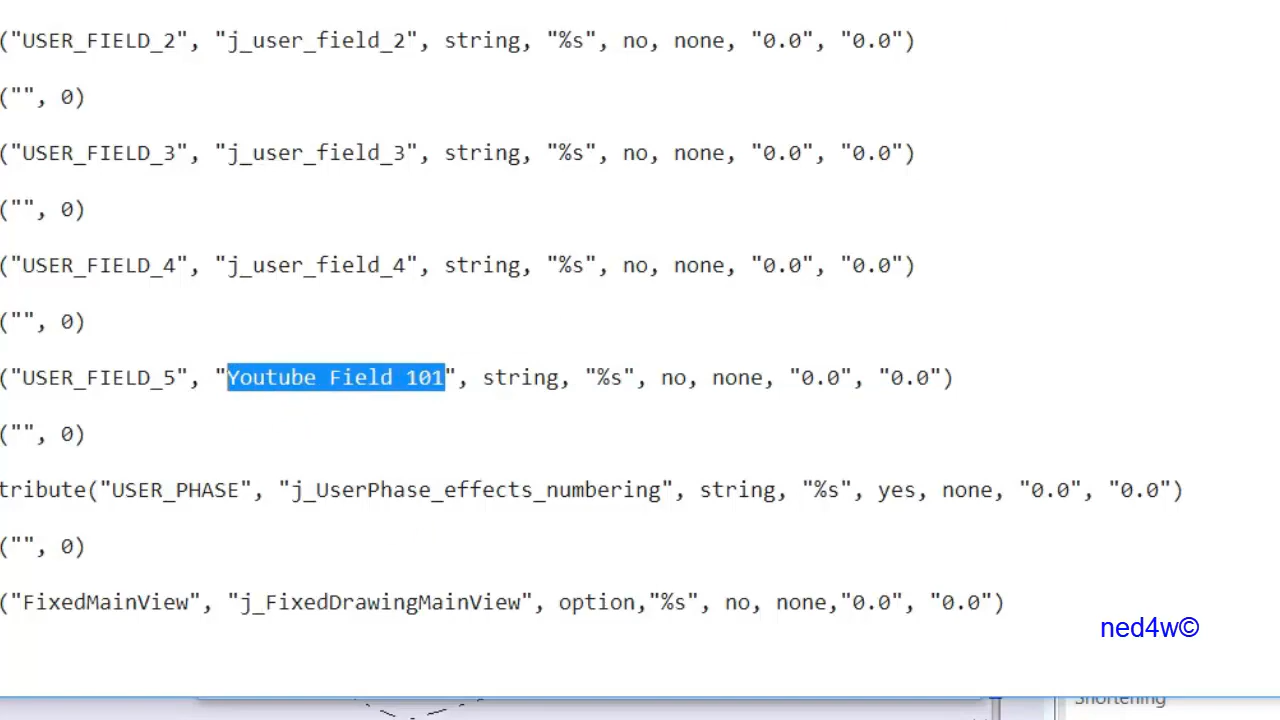 ("USER_FIELD_2", "j_user_field_2", string, "%s", no, none, "0.0", "0.0")
("", 0)
("USER_FIELD_3", "j_user_field_3", string, "%s", no, none, "0.0", "0.0")
("", 0)
("USER_FIELD_4", "j_user_field_4", string, "%s", no, none, "0.0", "0.0")
("", 0)
("USER_FIELD_5", "Youtube Field 101", string, "%s", no, none, "0.0", "0.0")
("", 0)
tribute("USER_PHASE", "j_UserPhase_effects_numbering", string, "%s", yes, none, "0.0", "0.0")
("", 0)
("FixedMainView", "j_FixedDrawingMainView", option,"%s", no, none,"0.0", "0.0")
ned4w©
Shortening